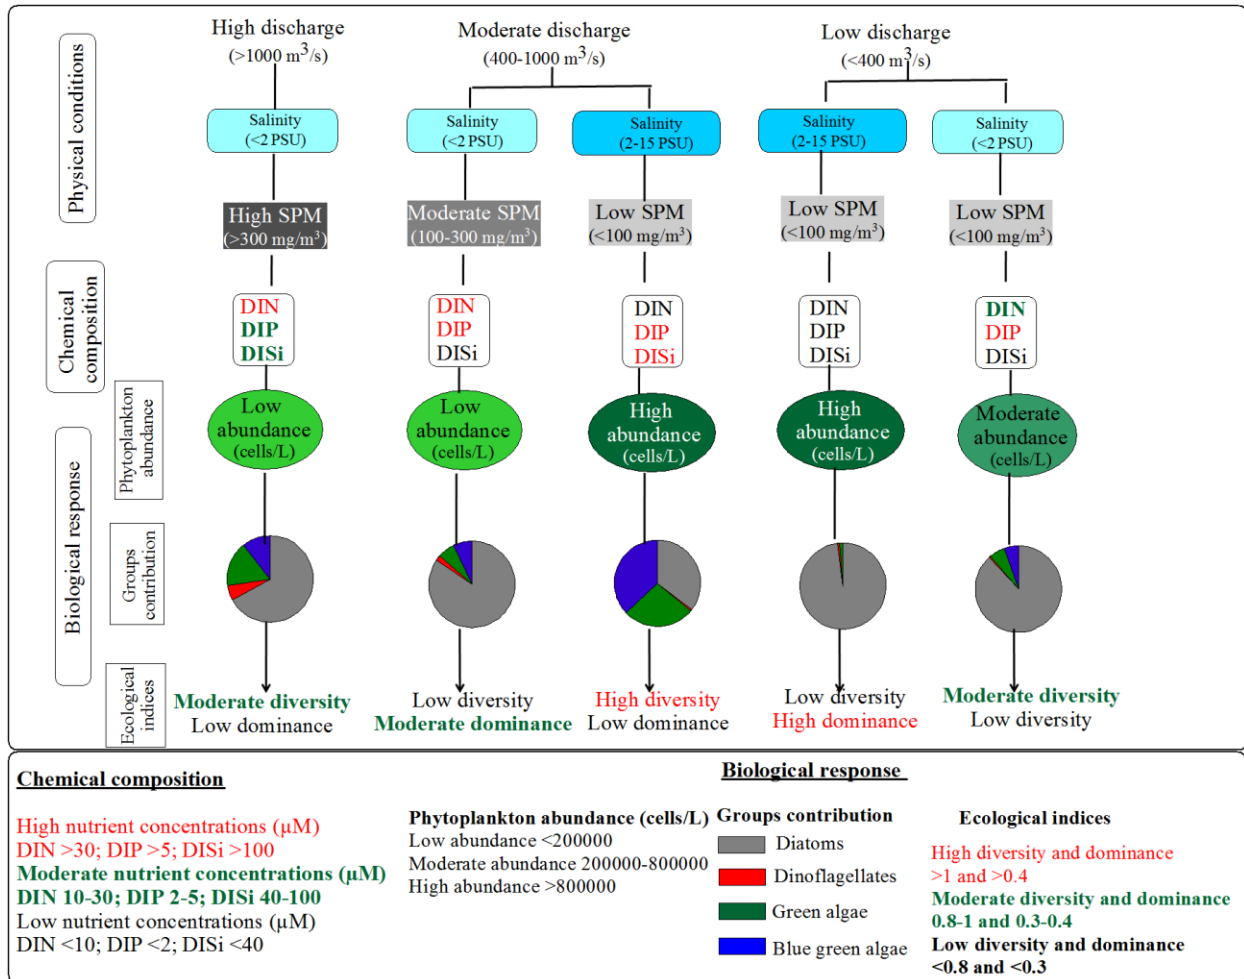 High discharge
(>1000 m3/s)
Moderate discharge
(400-1000 m3/s)
Low discharge
(<400 m3/s)
Physical conditions
Salinity
(<2 PSU)
Salinity
(<2 PSU)
Salinity
(2-15 PSU)
Salinity
(2-15 PSU)
Salinity
(<2 PSU)
High SPM
(>300 mg/m3)
Moderate SPM
(100-300 mg/m3)
Low SPM
(<100 mg/m3)
Low SPM
(<100 mg/m3)
Low SPM
(<100 mg/m3)
Chemical
composition
DIN
DIP
DISi
DIN
DIP
DISi
DIN
DIP
DISi
DIN
DIP
DISi
DIN
DIP
DISi
Biological response
Phytoplankton
abundance
Low
abundance
(cells/L)
Low
abundance
(cells/L)
High
abundance
(cells/L)
High
abundance
(cells/L)
Moderate
abundance
(cells/L)
Groups
contribution
Ecological
indices
Moderate diversity
Low dominance
Low diversity
Moderate dominance
High diversity
Low dominance
Low diversity
High dominance
Moderate diversity
Low diversity
Chemical composition
High nutrient concentrations (µM)
DIN >30; DIP >5; DISi >100
Moderate nutrient concentrations (µM)
DIN 10-30; DIP 2-5; DISi 40-100
Low nutrient concentrations (µM)
DIN <10; DIP <2; DISi <40
Biological response
Phytoplankton abundance (cells/L)
Low abundance <200000
Moderate abundance 200000-800000
High abundance >800000
Groups contribution
Diatoms
Dinoflagellates
Green algae
Blue green algae
Ecological indices
High diversity and dominance
>1 and >0.4
Moderate diversity and dominance
0.8-1 and 0.3-0.4
Low diversity and dominance
<0.8 and <0.3